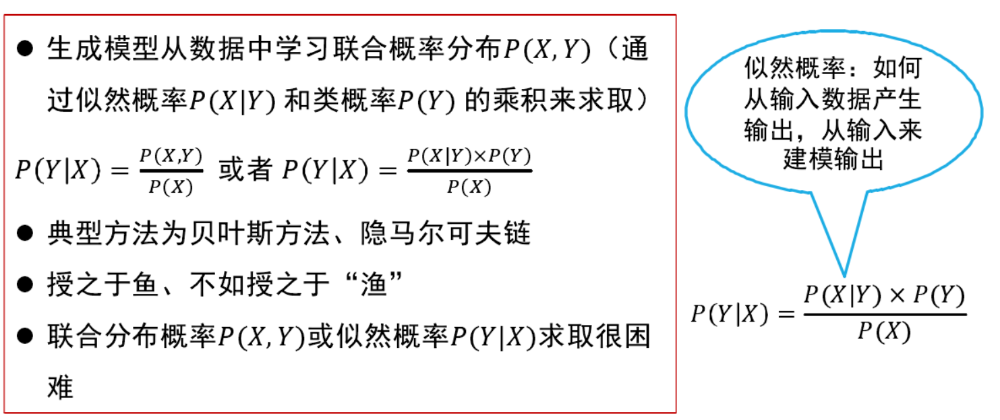 ● 生成模型从数据中学习联合概率分布P(X, Y)（通
过似然概率P(X|Y) 和类概率P(Y) 的乘积来求取）
P(Y|X) = P(X,Y)/P(X) 或者 P(Y|X) = P(X|Y)×P(Y)/P(X)
● 典型方法为贝叶斯方法、隐马尔可夫链
● 授之于鱼、不如授之于“渔”
● 联合分布概率P(X, Y)或似然概率P(Y|X)求取很困
难
似然概率：如何
从输入数据产生
输出，从输入来
建模输出
P(Y|X) = P(X|Y) × P(Y)/P(X)